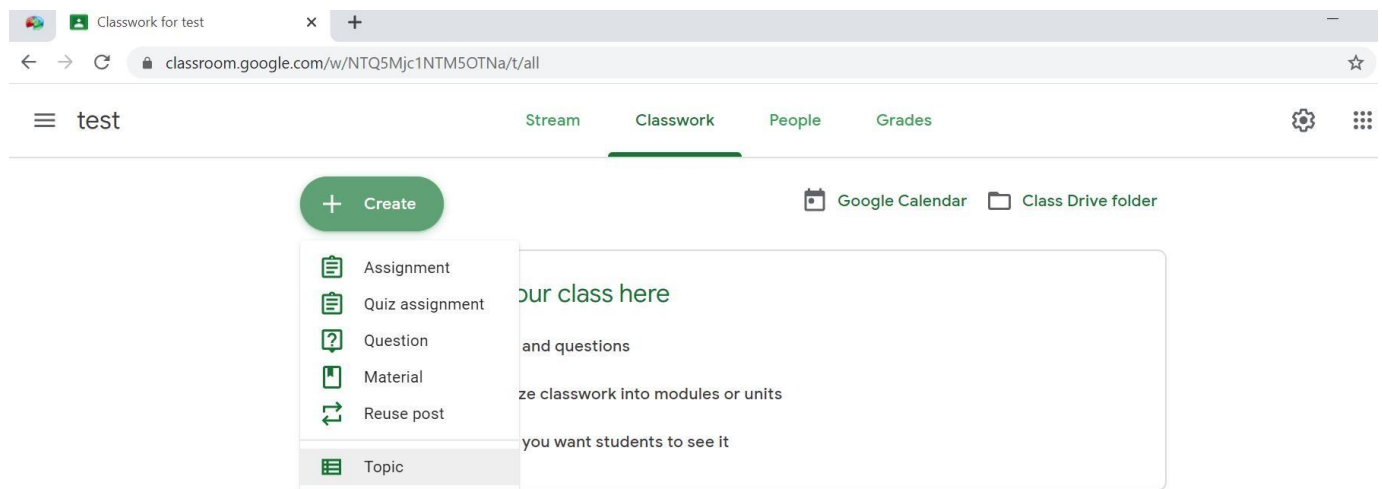 Classwork for test
classroom.google.com/w/NTQ5Mjc1NTM5OTNa/t/all
test Stream Classwork People Grades
Create Google Calendar Class Drive folder
Assignment
our class here
Quiz assignment
Question and questions
Material
ze classwork into modules or units
Reuse post
you want students to see it
Topic